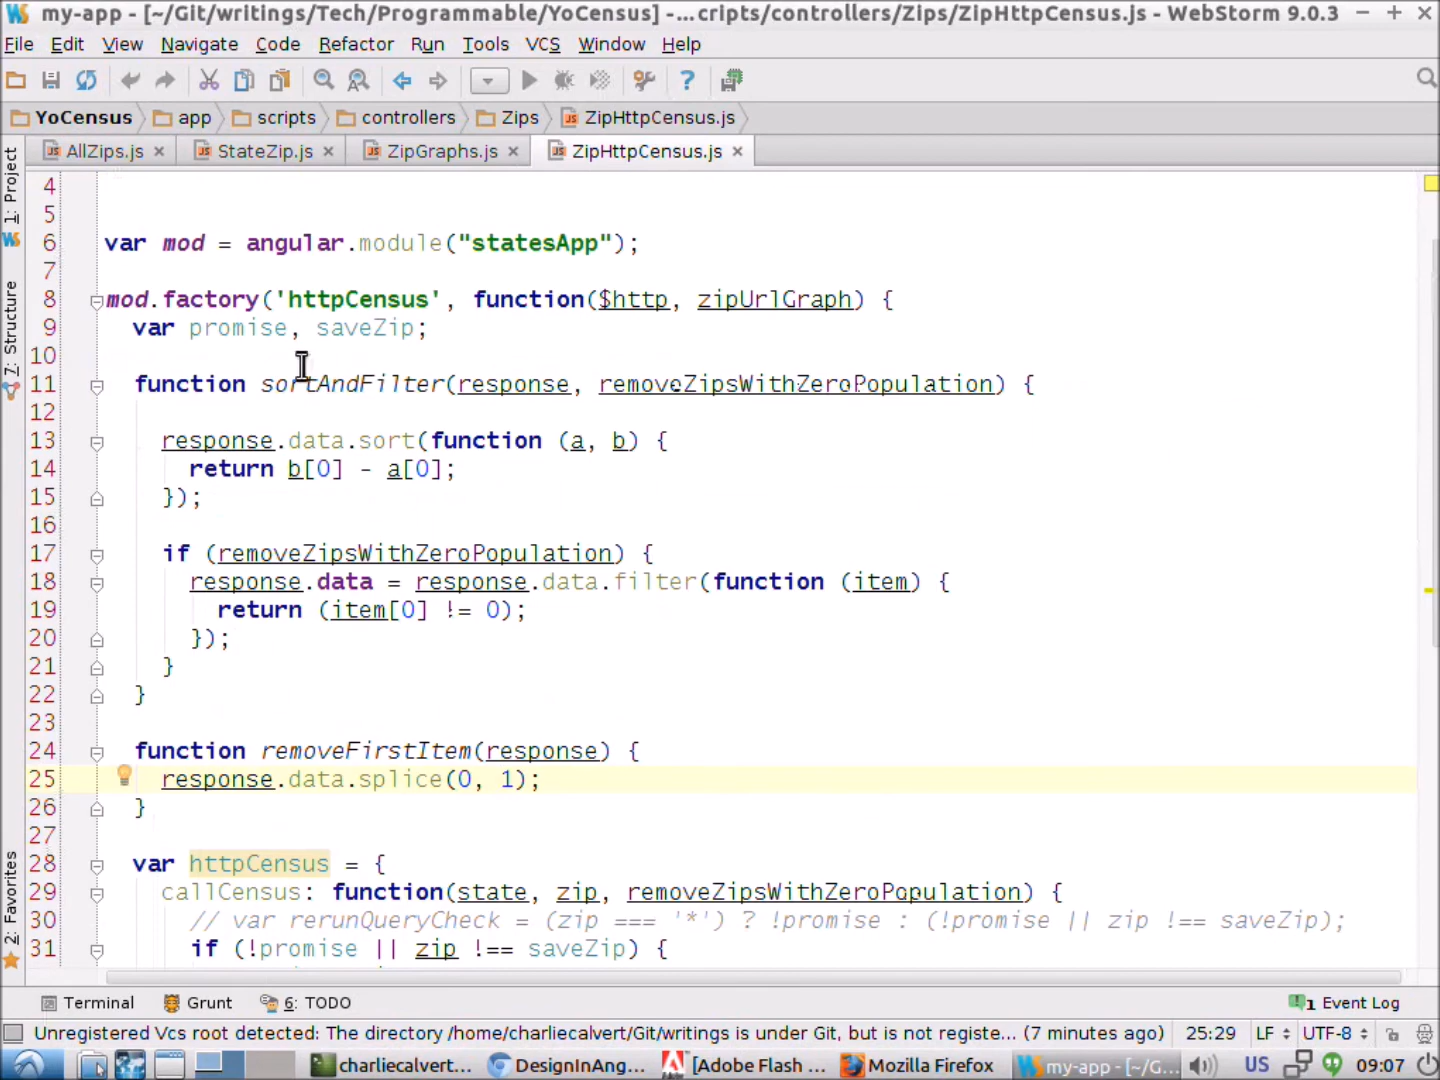 my-app - [~/Git/writings/Tech/Programmable/YoCensus] -...cripts/controllers/Zips/ZipHttpCensus.js - WebStorm 9.0.3
File Edit View Navigate Code Refactor Run Tools VCS Window Help
YoCensus app scripts controllers Zips ZipHttpCensus.js
AllZips.js StateZip.js ZipGraphs.js ZipHttpCensus.js
1: Project
7: Structure
2: Favorites
4
5
6 var mod = angular.module("statesApp");
7
8 mod.factory('httpCensus', function($http, zipUrlGraph) {
9 var promise, saveZip;
10
11 function sortAndFilter(response, removeZipsWithZeroPopulation) {
12
13 response.data.sort(function (a, b) {
14 return b[0] - a[0];
15 });
16
17 if (removeZipsWithZeroPopulation) {
18 response.data = response.data.filter(function (item) {
19 return (item[0] != 0);
20 });
21 }
22 }
23
24 function removeFirstItem(response) {
25 response.data.splice(0, 1);
26 }
27
28 var httpCensus = {
29 callCensus: function(state, zip, removeZipsWithZeroPopulation) {
30 // var rerunQueryCheck = (zip === '*') ? !promise : (!promise || zip !== saveZip);
31 if (!promise || zip !== saveZip) {
Terminal Grunt 6: TODO 1 Event Log
Unregistered Vcs root detected: The directory /home/charliecalvert/Git/writings is under Git, but is not registe... (7 minutes ago) 25:29 LF UTF-8
charliecalvert... DesignInAng... [Adobe Flash ... Mozilla Firefox my-app - [~/G... US 09:07